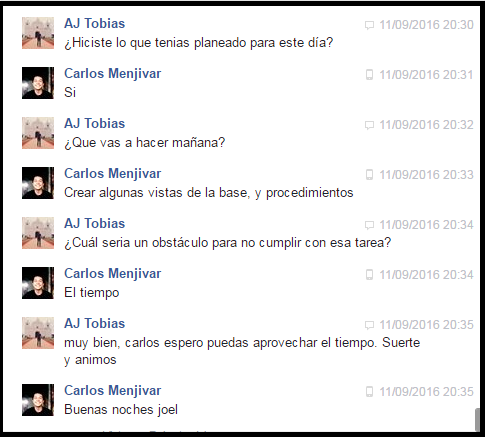 AJ Tobias 11/09/2016 20:30
¿Hiciste lo que tenias planeado para este día?
Carlos Menjivar 11/09/2016 20:31
Si
AJ Tobias 11/09/2016 20:32
¿Que vas a hacer mañana?
Carlos Menjivar 11/09/2016 20:33
Crear algunas vistas de la base, y procedimientos
AJ Tobias 11/09/2016 20:34
¿Cuál seria un obstáculo para no cumplir con esa tarea?
Carlos Menjivar 11/09/2016 20:34
El tiempo
AJ Tobias 11/09/2016 20:35
muy bien, carlos espero puedas aprovechar el tiempo. Suerte
y animos
Carlos Menjivar 11/09/2016 20:35
Buenas noches joel